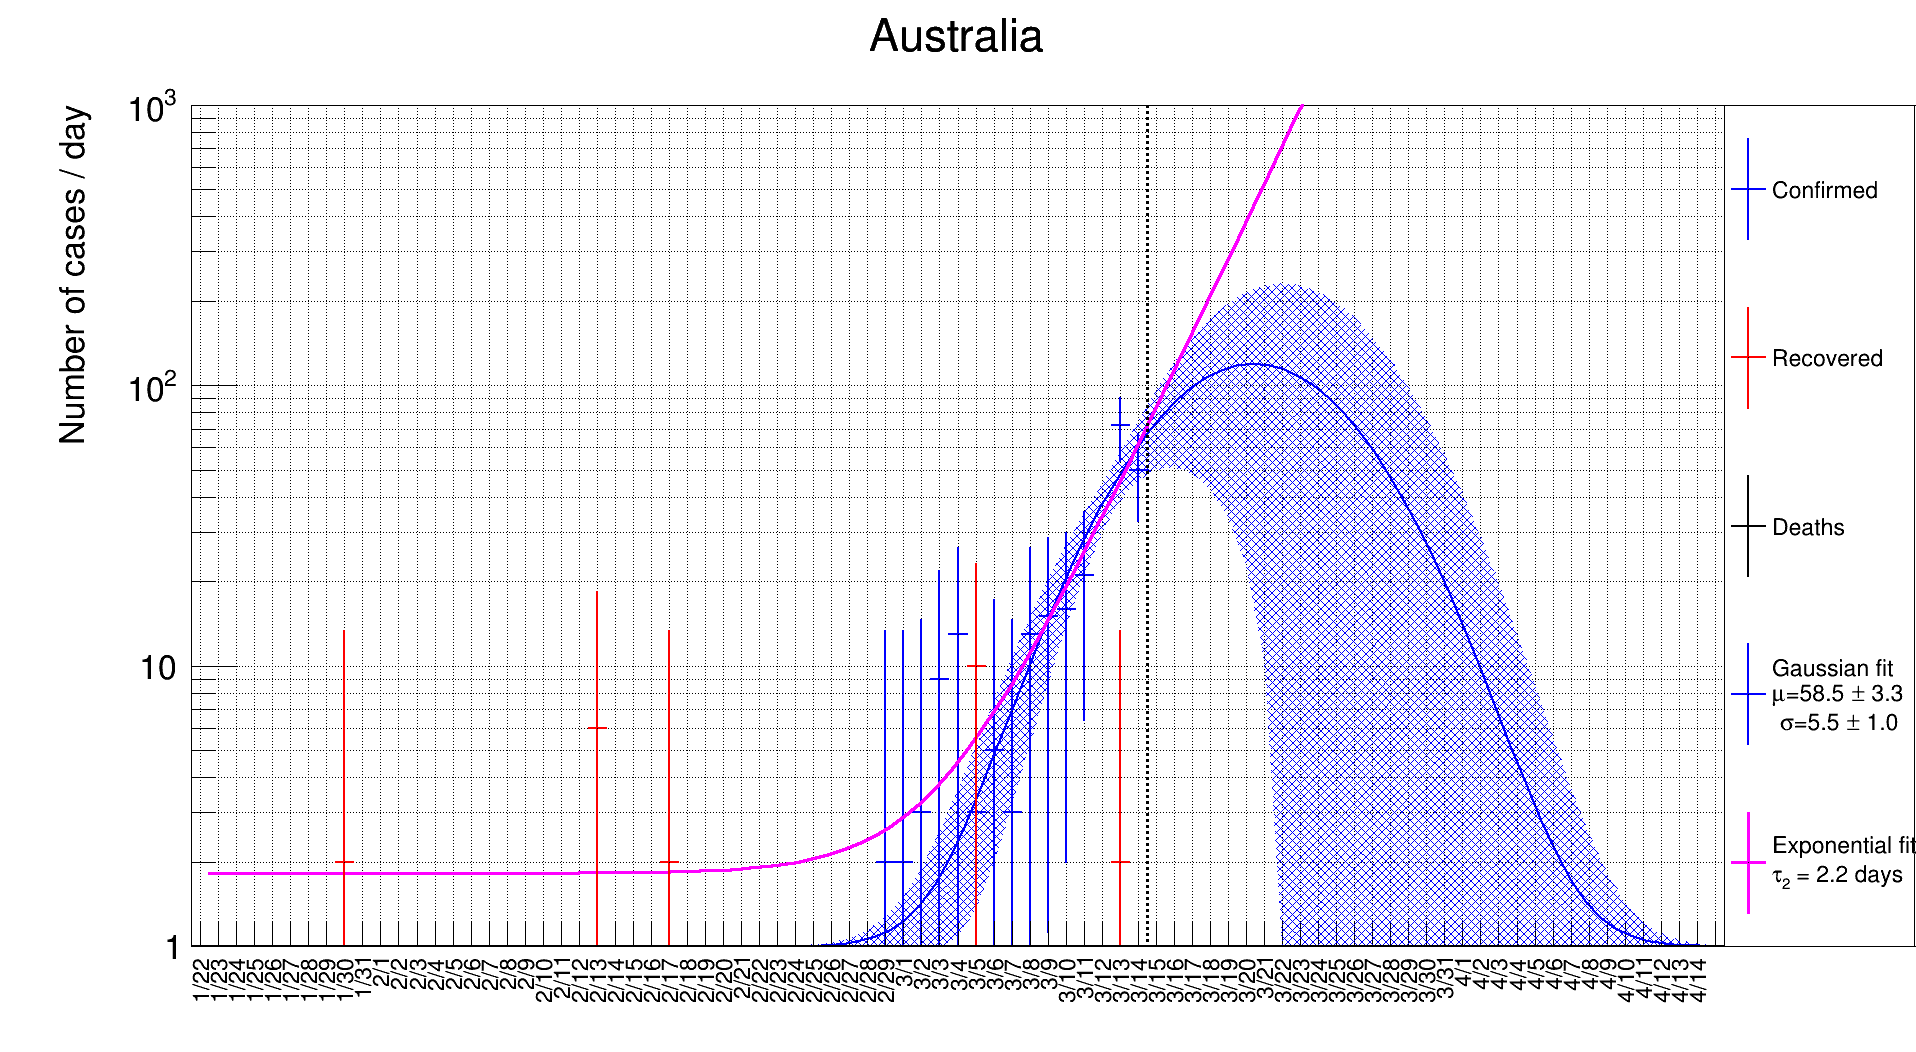 Australia
Number of cases / day
10³
10²
10
1
1/22 1/23 1/24 1/25 1/26 1/27 1/28 1/29 1/30 1/31 2/1 2/2 2/3 2/4 2/5 2/6 2/7 2/8 2/9 2/10 2/11 2/12 2/13 2/14 2/15 2/16 2/17 2/18 2/19 2/20 2/21 2/22 2/23 2/24 2/25 2/26 2/27 2/28 2/29 3/1 3/2 3/3 3/4 3/5 3/6 3/7 3/8 3/9 3/10 3/11 3/12 3/13 3/14 3/15 3/16 3/17 3/18 3/19 3/20 3/21 3/22 3/23 3/24 3/25 3/26 3/27 3/28 3/29 3/30 3/31 4/1 4/2 4/3 4/4 4/5 4/6 4/7 4/8 4/9 4/10 4/11 4/12 4/13 4/14
Confirmed
Recovered
Deaths
Gaussian fit
μ=58.5 ± 3.3
σ=5.5 ± 1.0
Exponential fit
τ₂ = 2.2 days